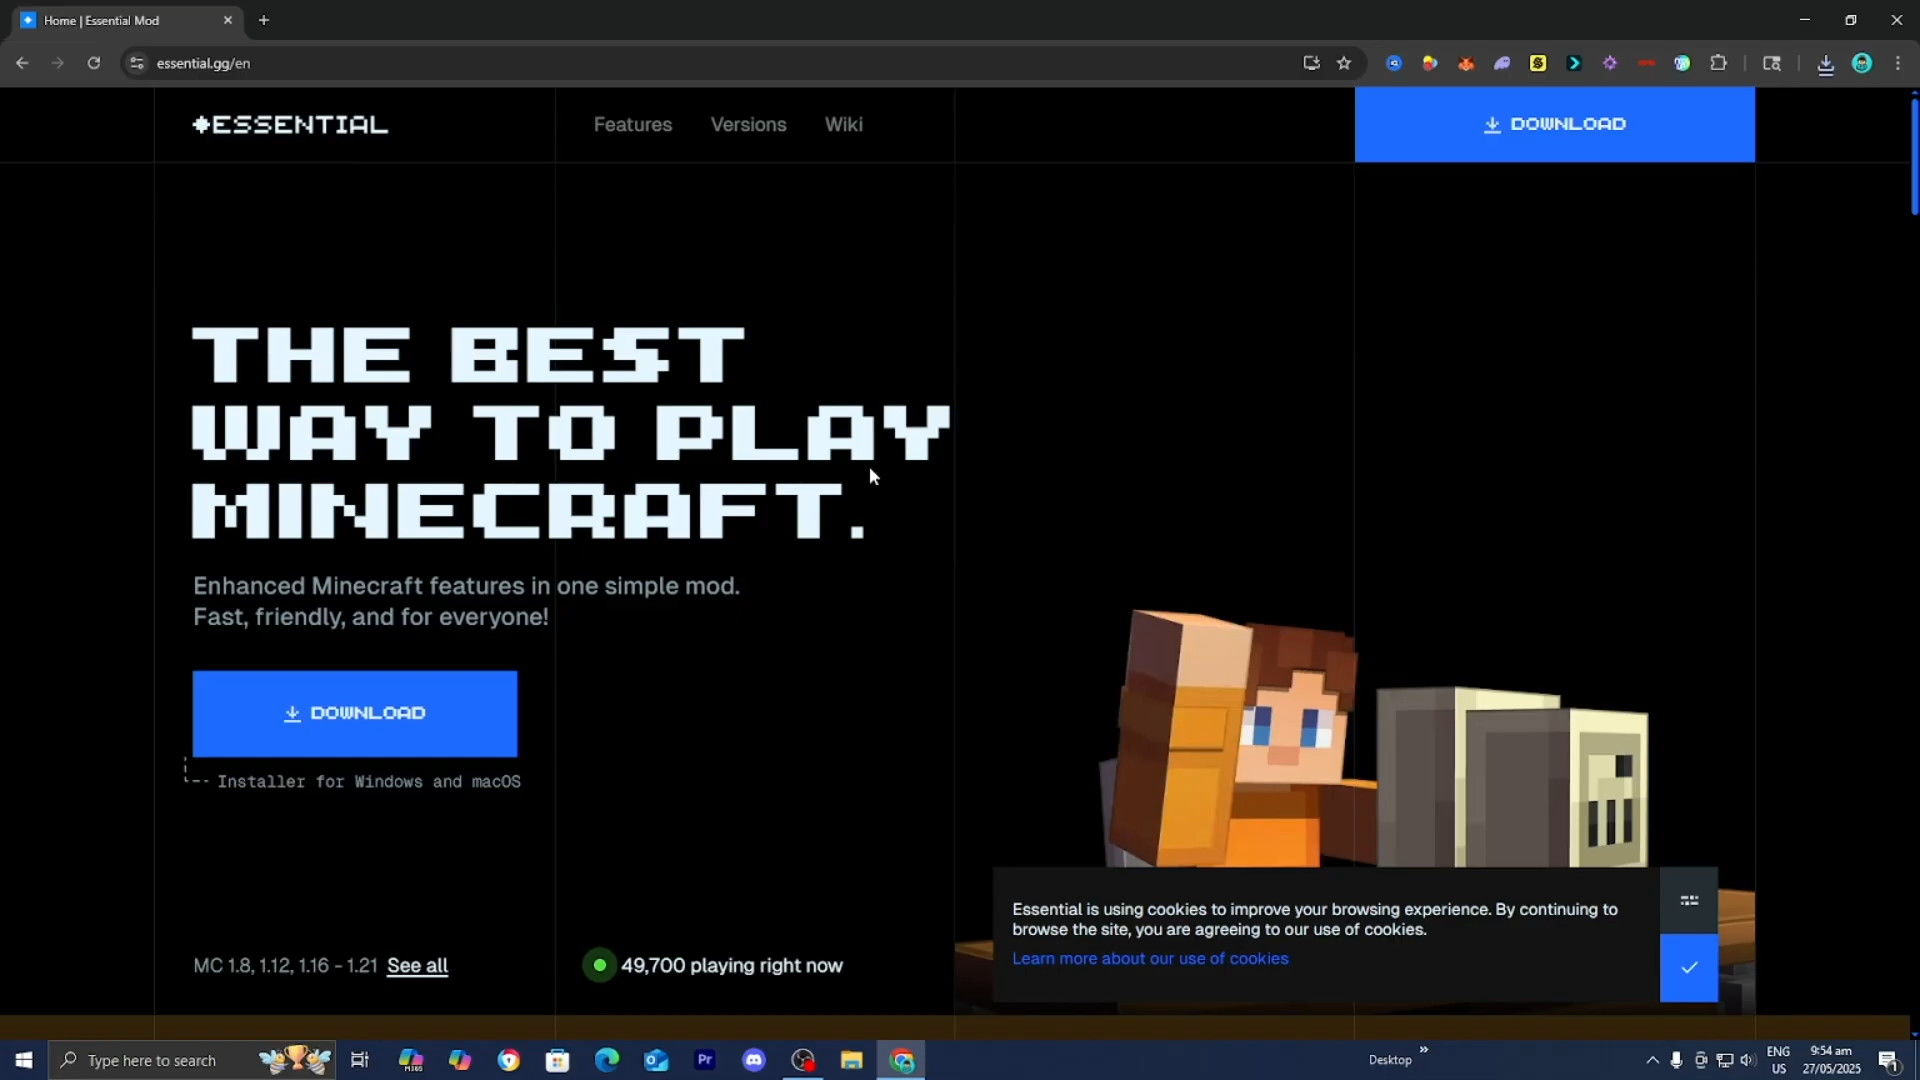 Home | Essential Mod
essential.gg/en
ESSENTIAL
Features
Versions
Wiki
DOWNLOAD
THE BEST
WAY TO PLAY
MINECRAFT.
Enhanced Minecraft features in one simple mod.
Fast, friendly, and for everyone!
DOWNLOAD
Installer for Windows and macOS
MC 1.8, 1.12, 1.16 - 1.21 See all
49,700 playing right now
Essential is using cookies to improve your browsing experience. By continuing to
browse the site, you are agreeing to our use of cookies.
Learn more about our use of cookies
Type here to search
Pr
Desktop
ENG
US
9:54 am
27/05/2025